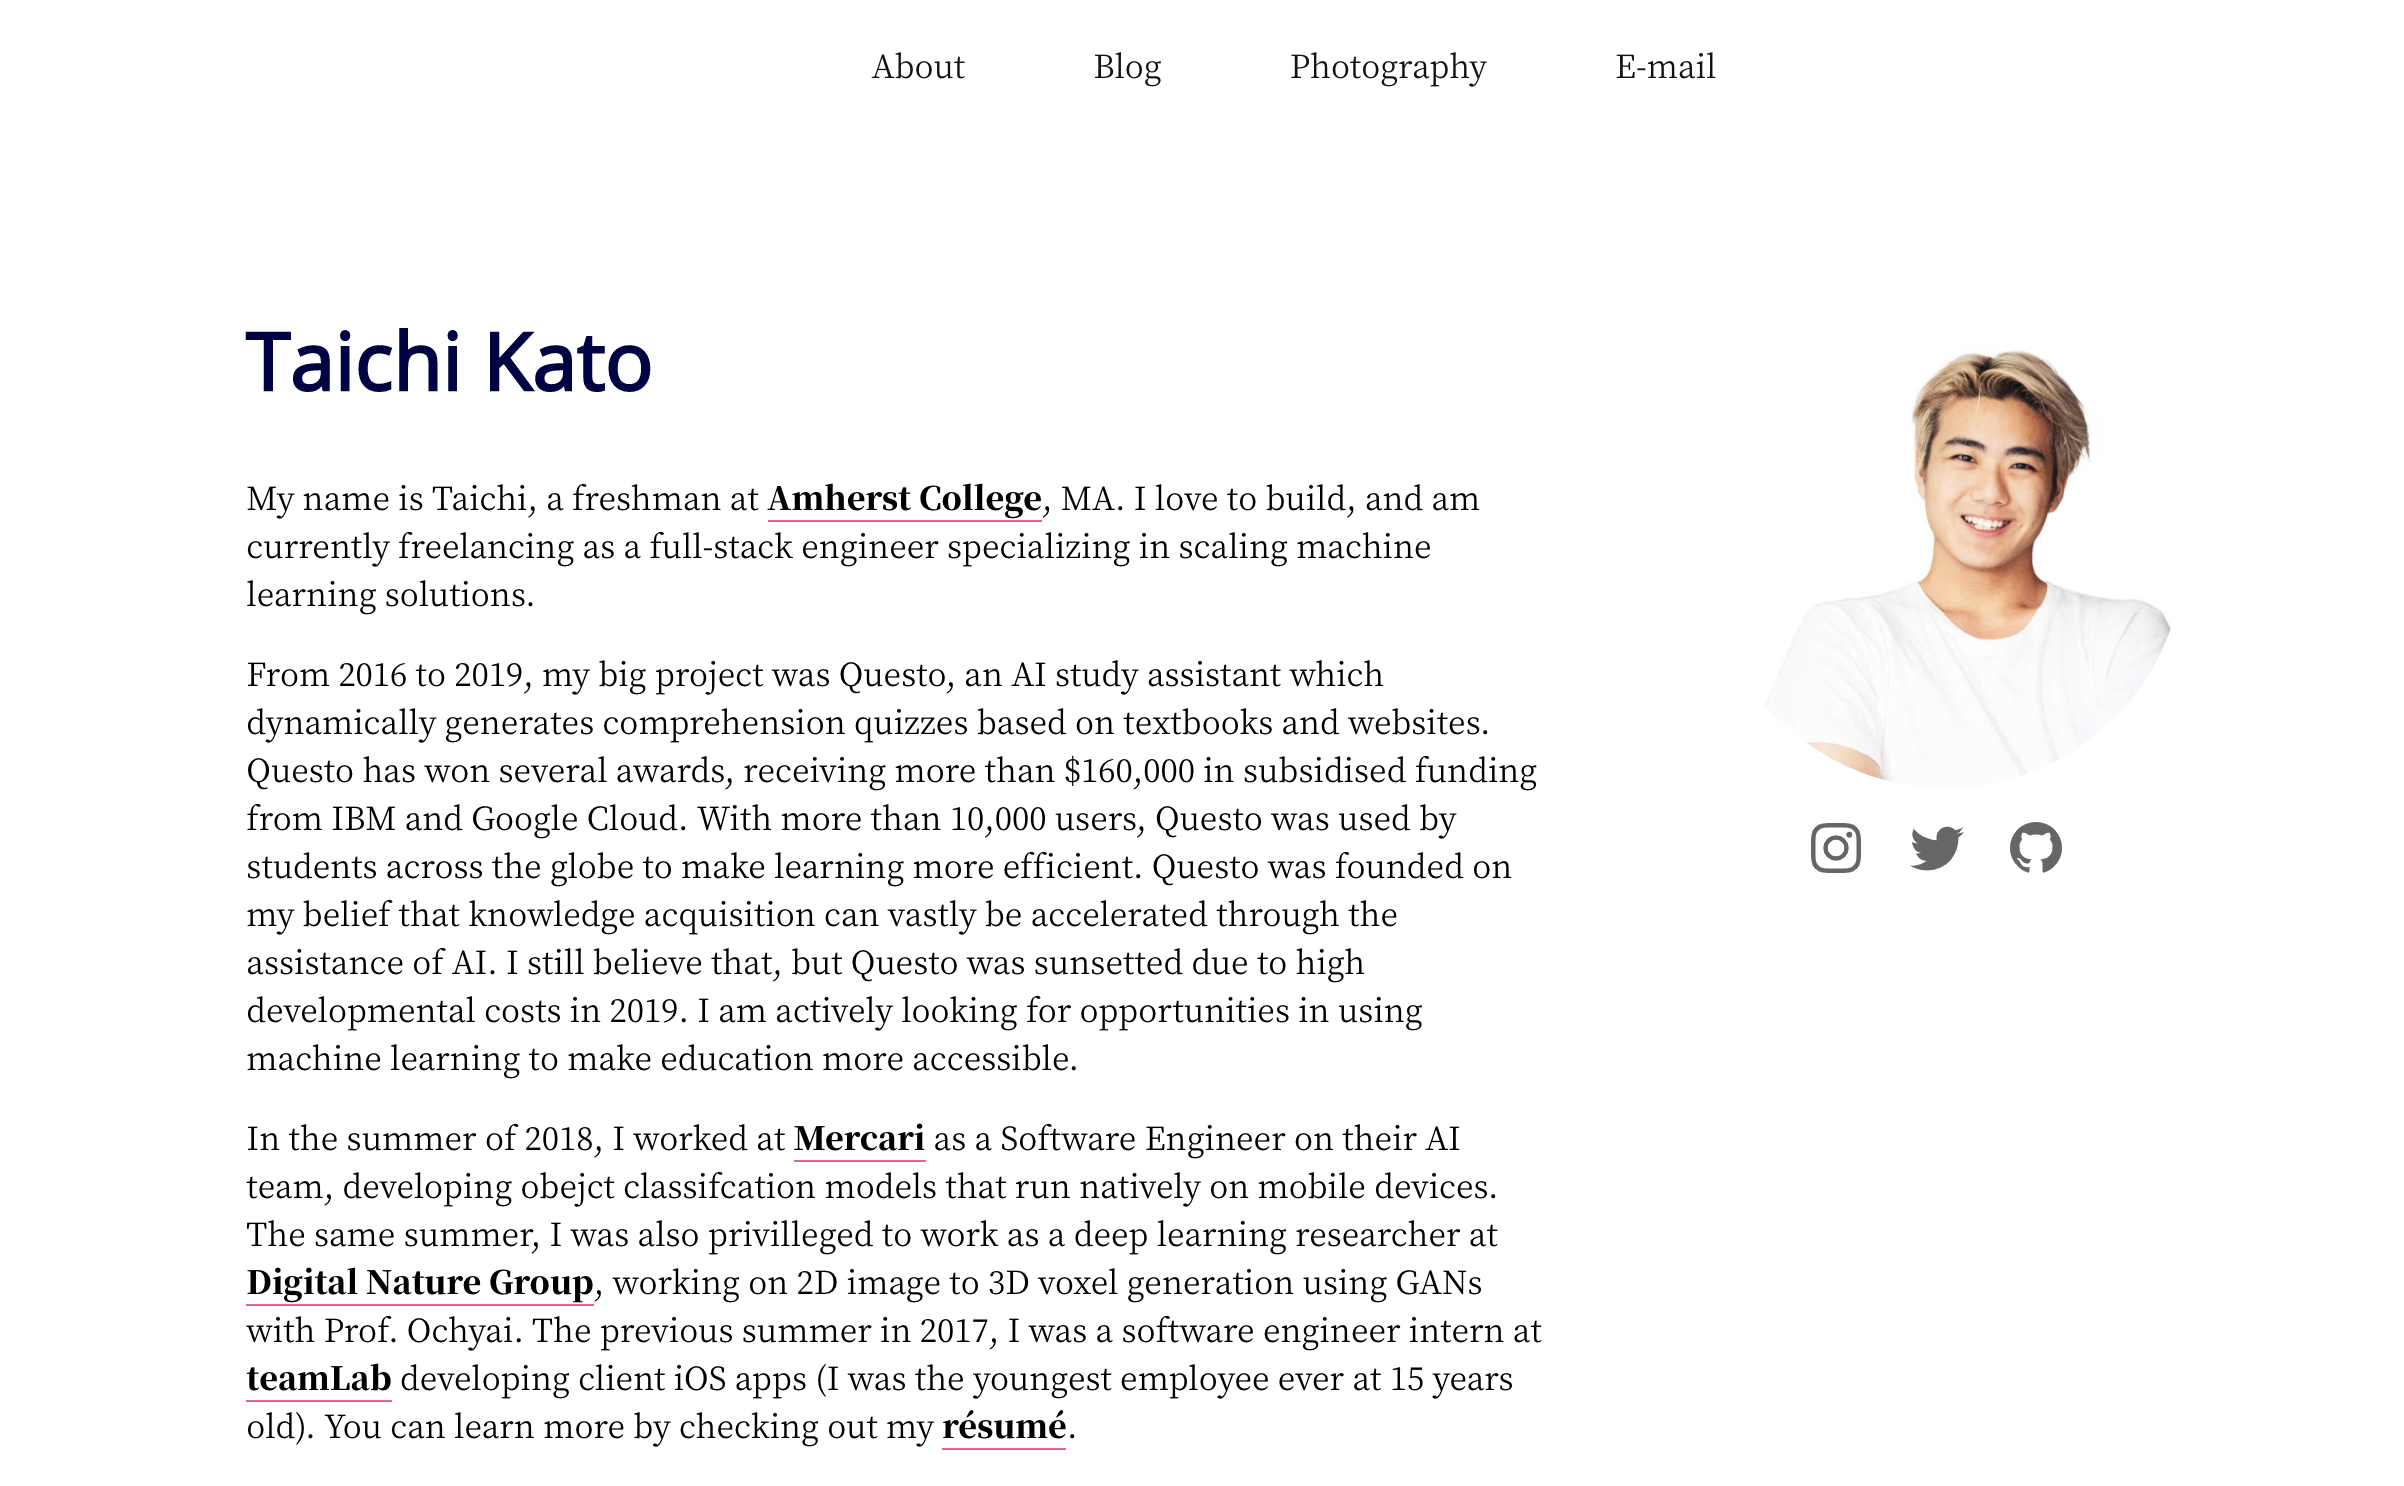 About Blog Photography E-mail
Taichi Kato
My name is Taichi, a freshman at Amherst College, MA. I love to build, and am
currently freelancing as a full-stack engineer specializing in scaling machine
learning solutions.
From 2016 to 2019, my big project was Questo, an AI study assistant which
dynamically generates comprehension quizzes based on textbooks and websites.
Questo has won several awards, receiving more than $160,000 in subsidised funding
from IBM and Google Cloud. With more than 10,000 users, Questo was used by
students across the globe to make learning more efficient. Questo was founded on
my belief that knowledge acquisition can vastly be accelerated through the
assistance of AI. I still believe that, but Questo was sunsetted due to high
developmental costs in 2019. I am actively looking for opportunities in using
machine learning to make education more accessible.
In the summer of 2018, I worked at Mercari as a Software Engineer on their AI
team, developing obejct classifcation models that run natively on mobile devices.
The same summer, I was also privilleged to work as a deep learning researcher at
Digital Nature Group, working on 2D image to 3D voxel generation using GANs
with Prof. Ochyai. The previous summer in 2017, I was a software engineer intern at
teamLab developing client iOS apps (I was the youngest employee ever at 15 years
old). You can learn more by checking out my résumé.